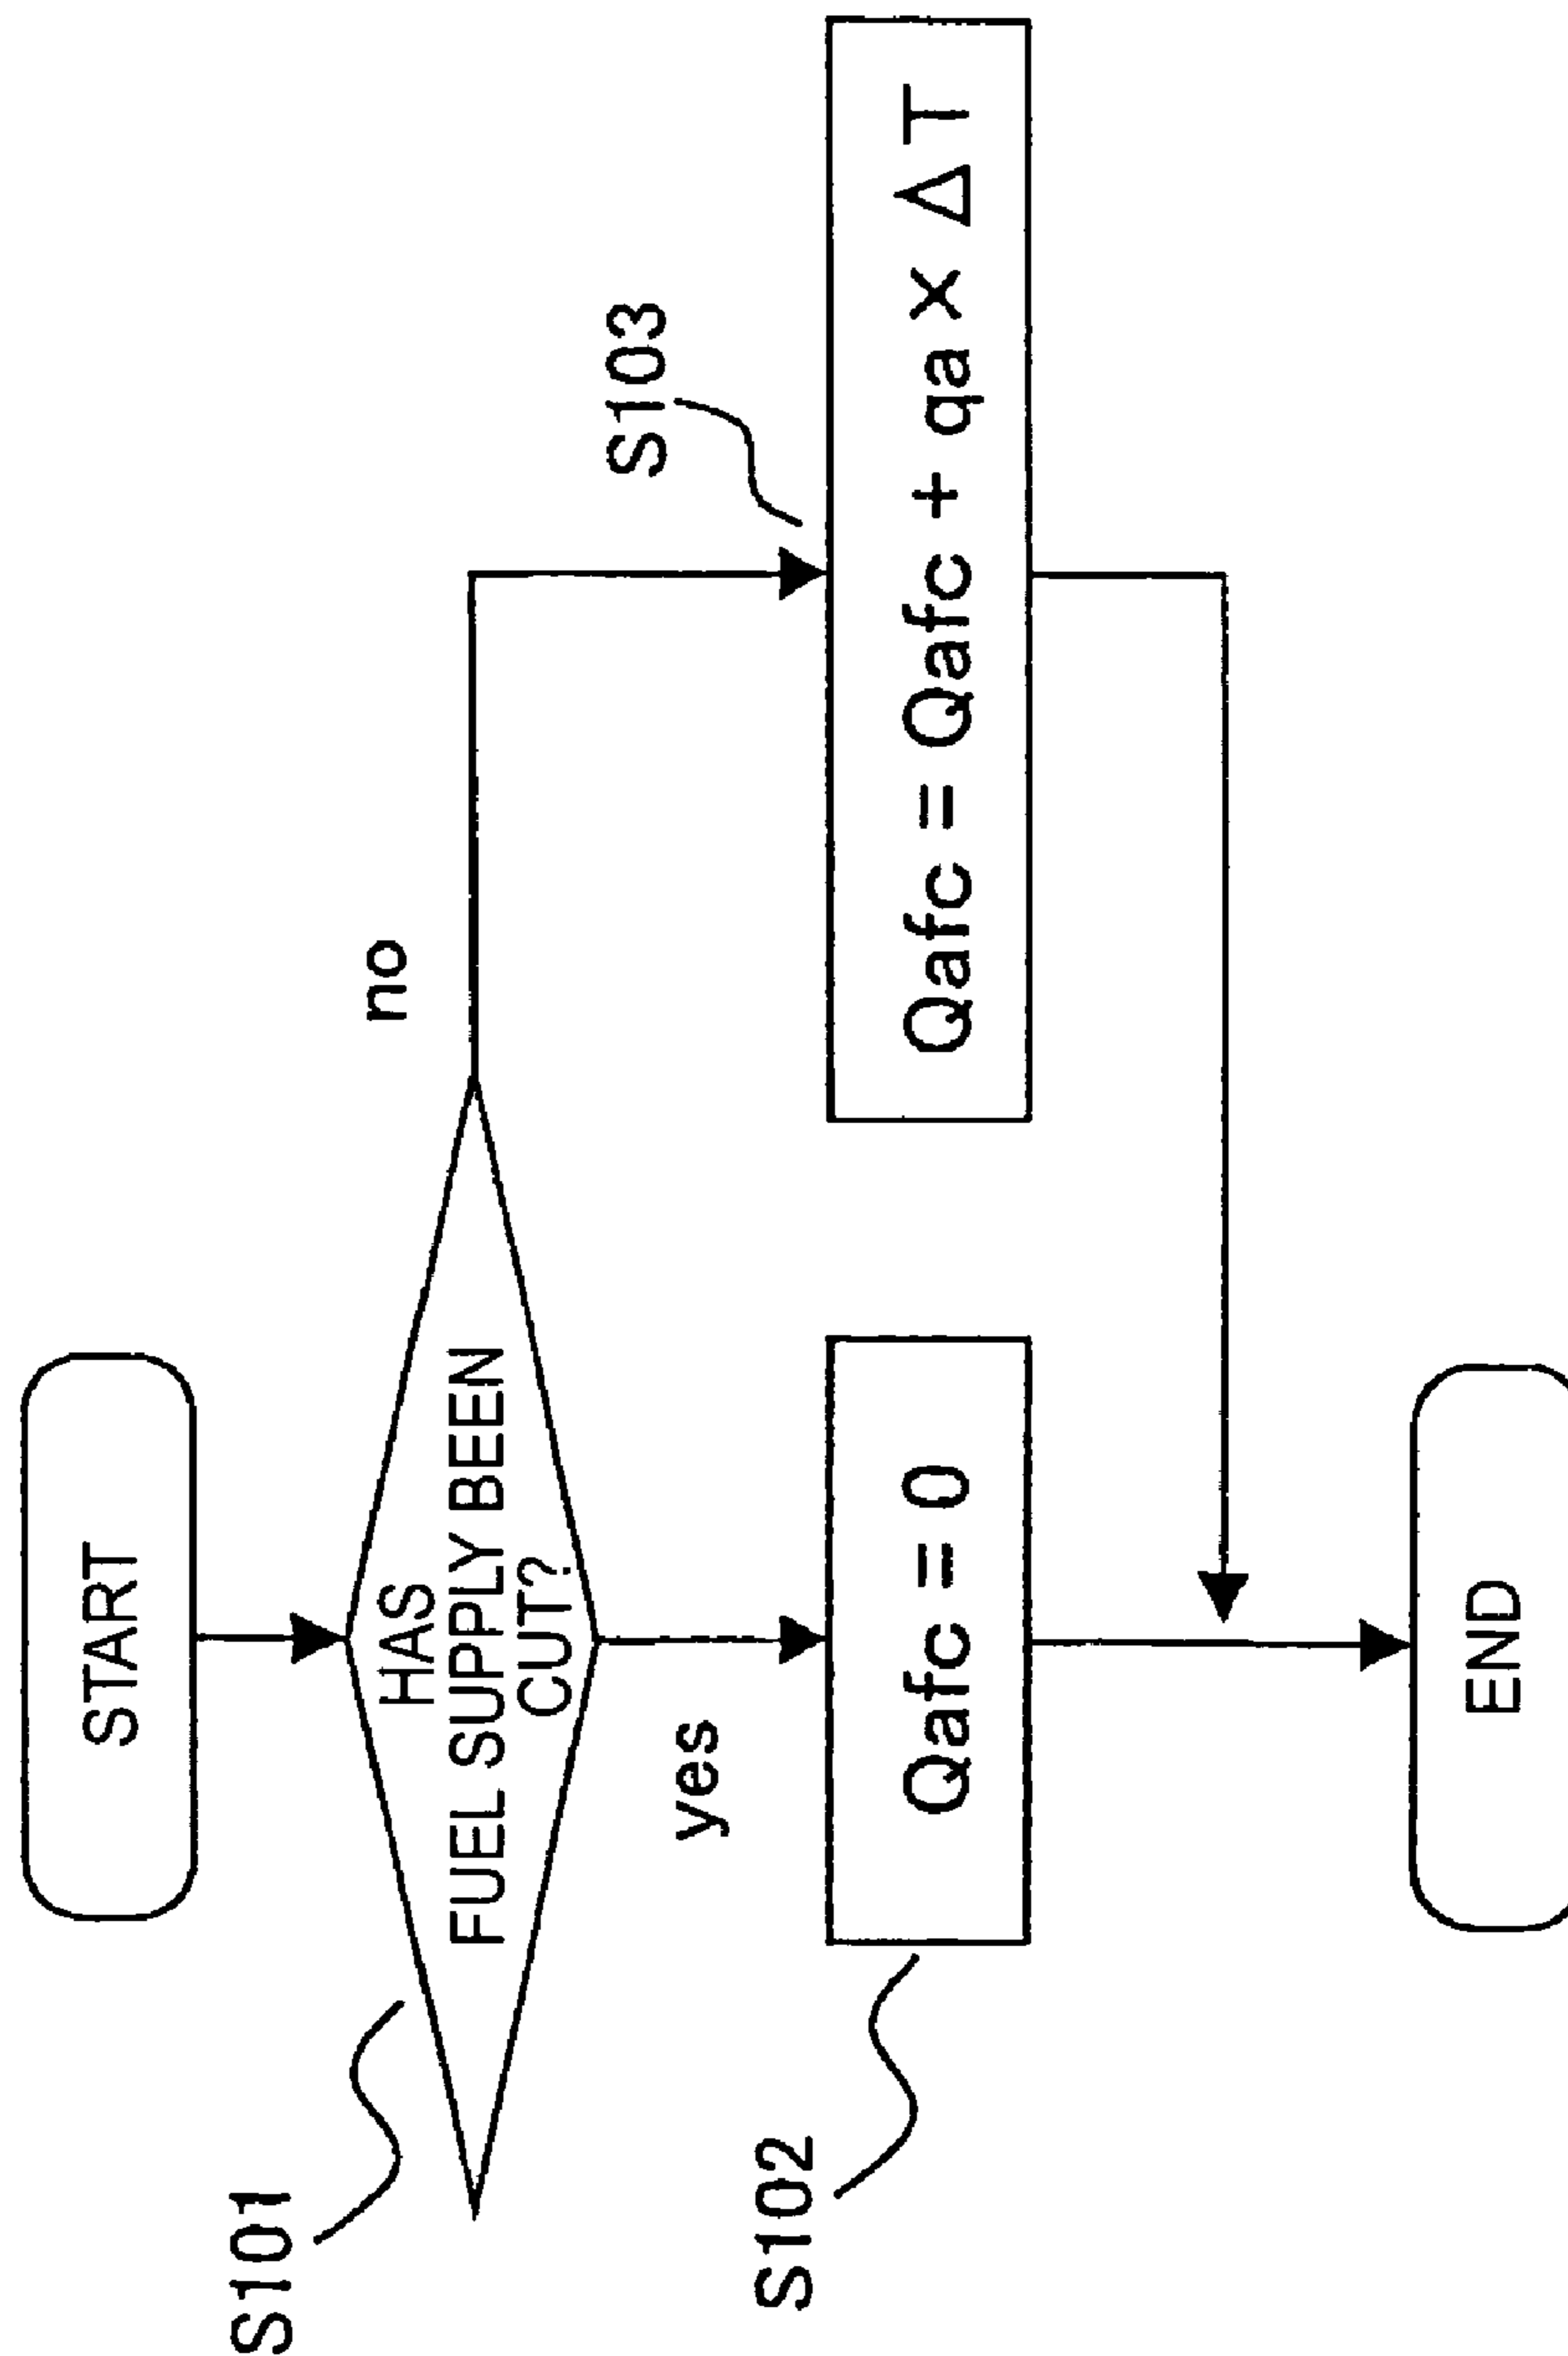 START
S101
HAS
FUEL SUPPLY BEEN
CUT?
no
yes
S103
S102
Qafc = 0
Qafc = Qafc + qa × ΔT
END